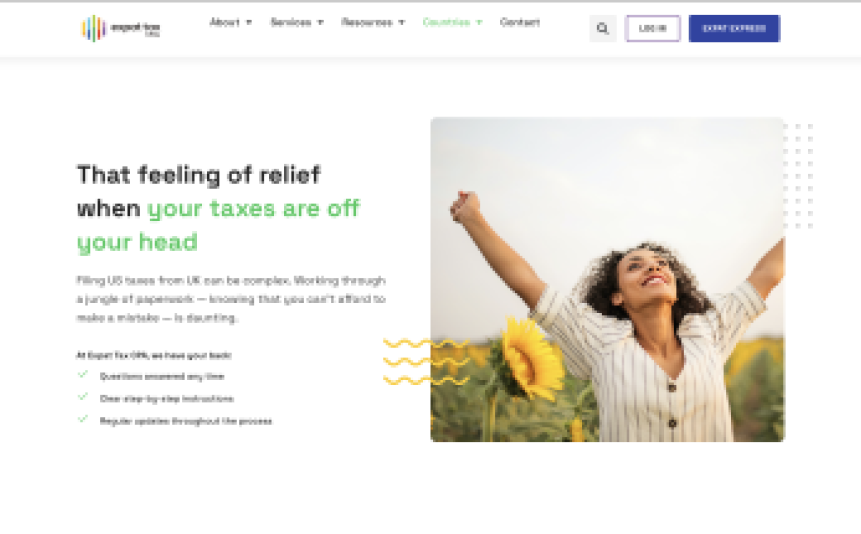 expat tax
CPAs
About
Services
Resources
Countries
Contact
LOG IN
EXPAT EXPRESS
That feeling of relief
when your taxes are off
your head
Filing US taxes from UK can be complex. Working through
a jungle of paperwork — knowing that you can't afford to
make a mistake — is daunting.
At Expat Tax CPA, we have your back:
Questions answered any time
Clear step-by-step instructions
Regular updates throughout the process